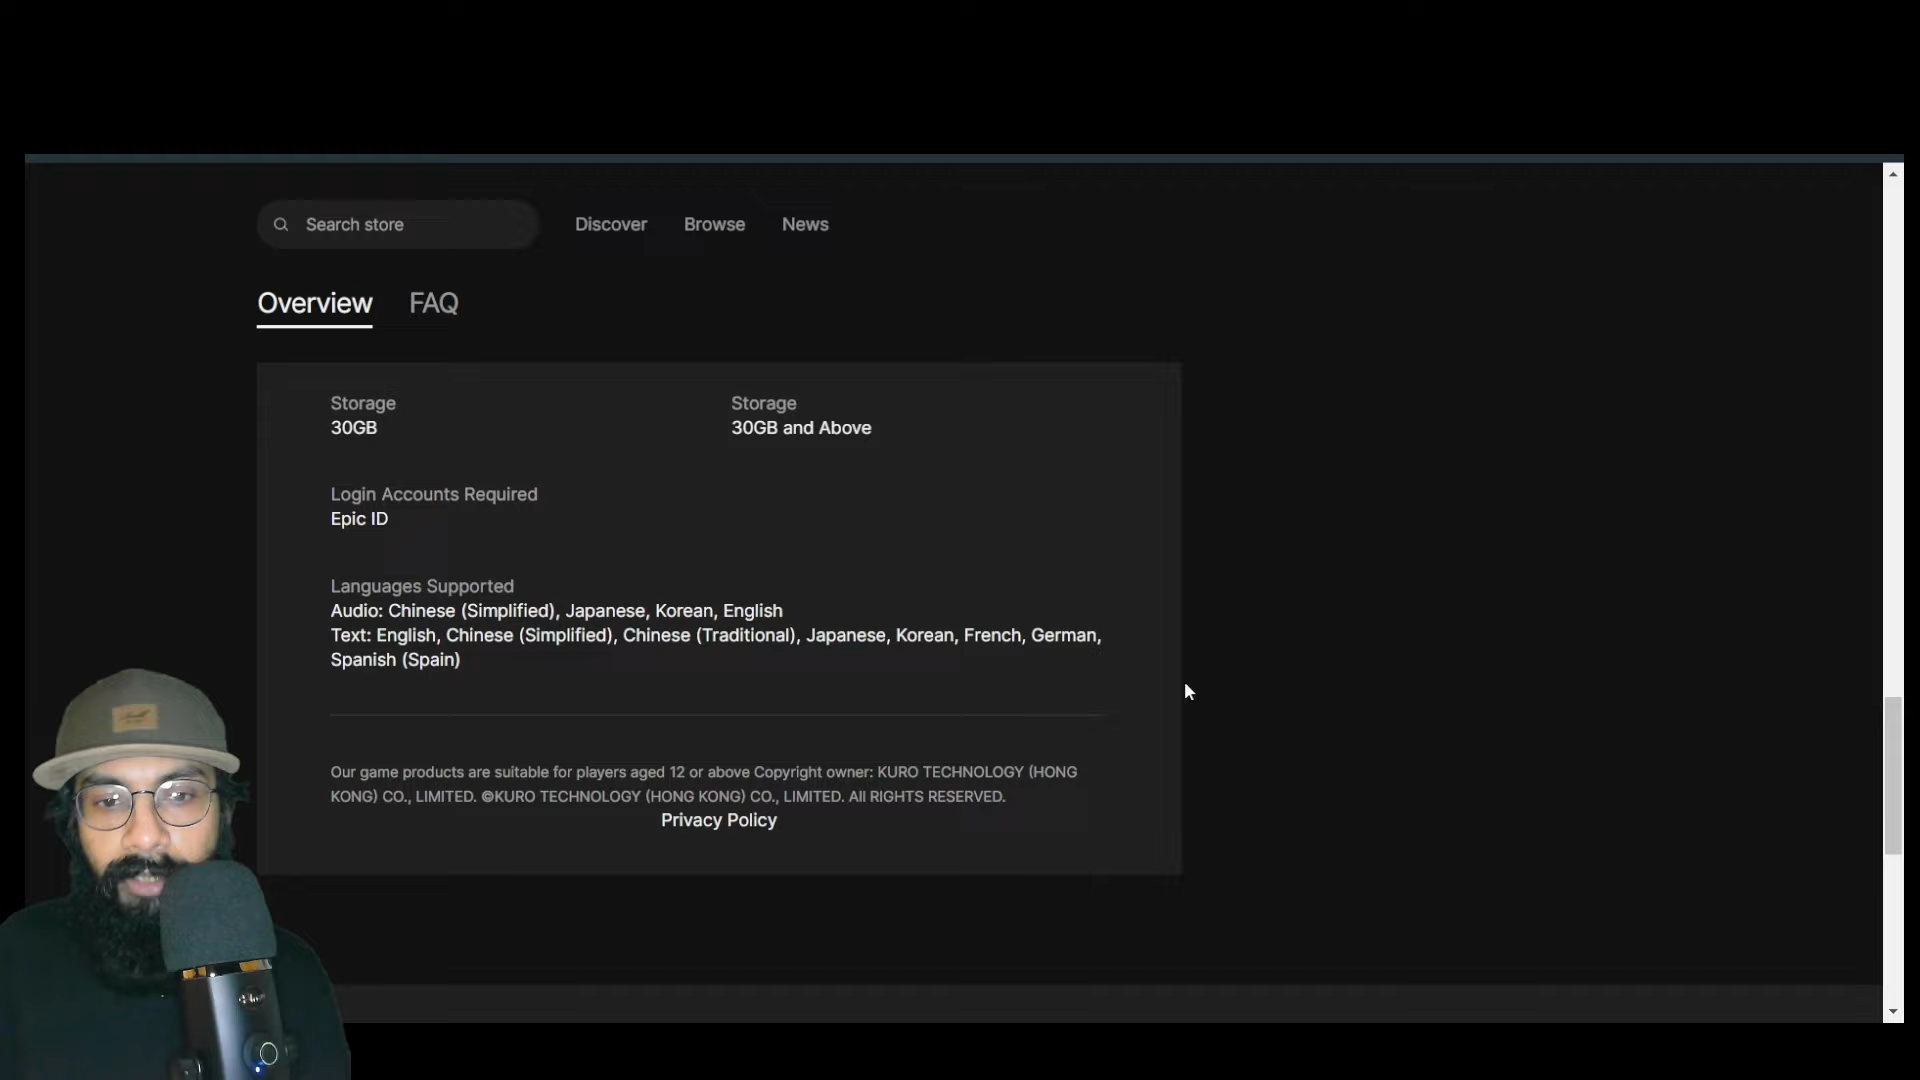 Search store
Discover
Browse
News
Overview
FAQ
Storage
30GB
Storage
30GB and Above
Login Accounts Required
Epic ID
Languages Supported
Audio: Chinese (Simplified), Japanese, Korean, English
Text: English, Chinese (Simplified), Chinese (Traditional), Japanese, Korean, French, German,
Spanish (Spain)
Our game products are suitable for players aged 12 or above Copyright owner: KURO TECHNOLOGY (HONG
KONG) CO., LIMITED. ©KURO TECHNOLOGY (HONG KONG) CO., LIMITED. All RIGHTS RESERVED.
Privacy Policy